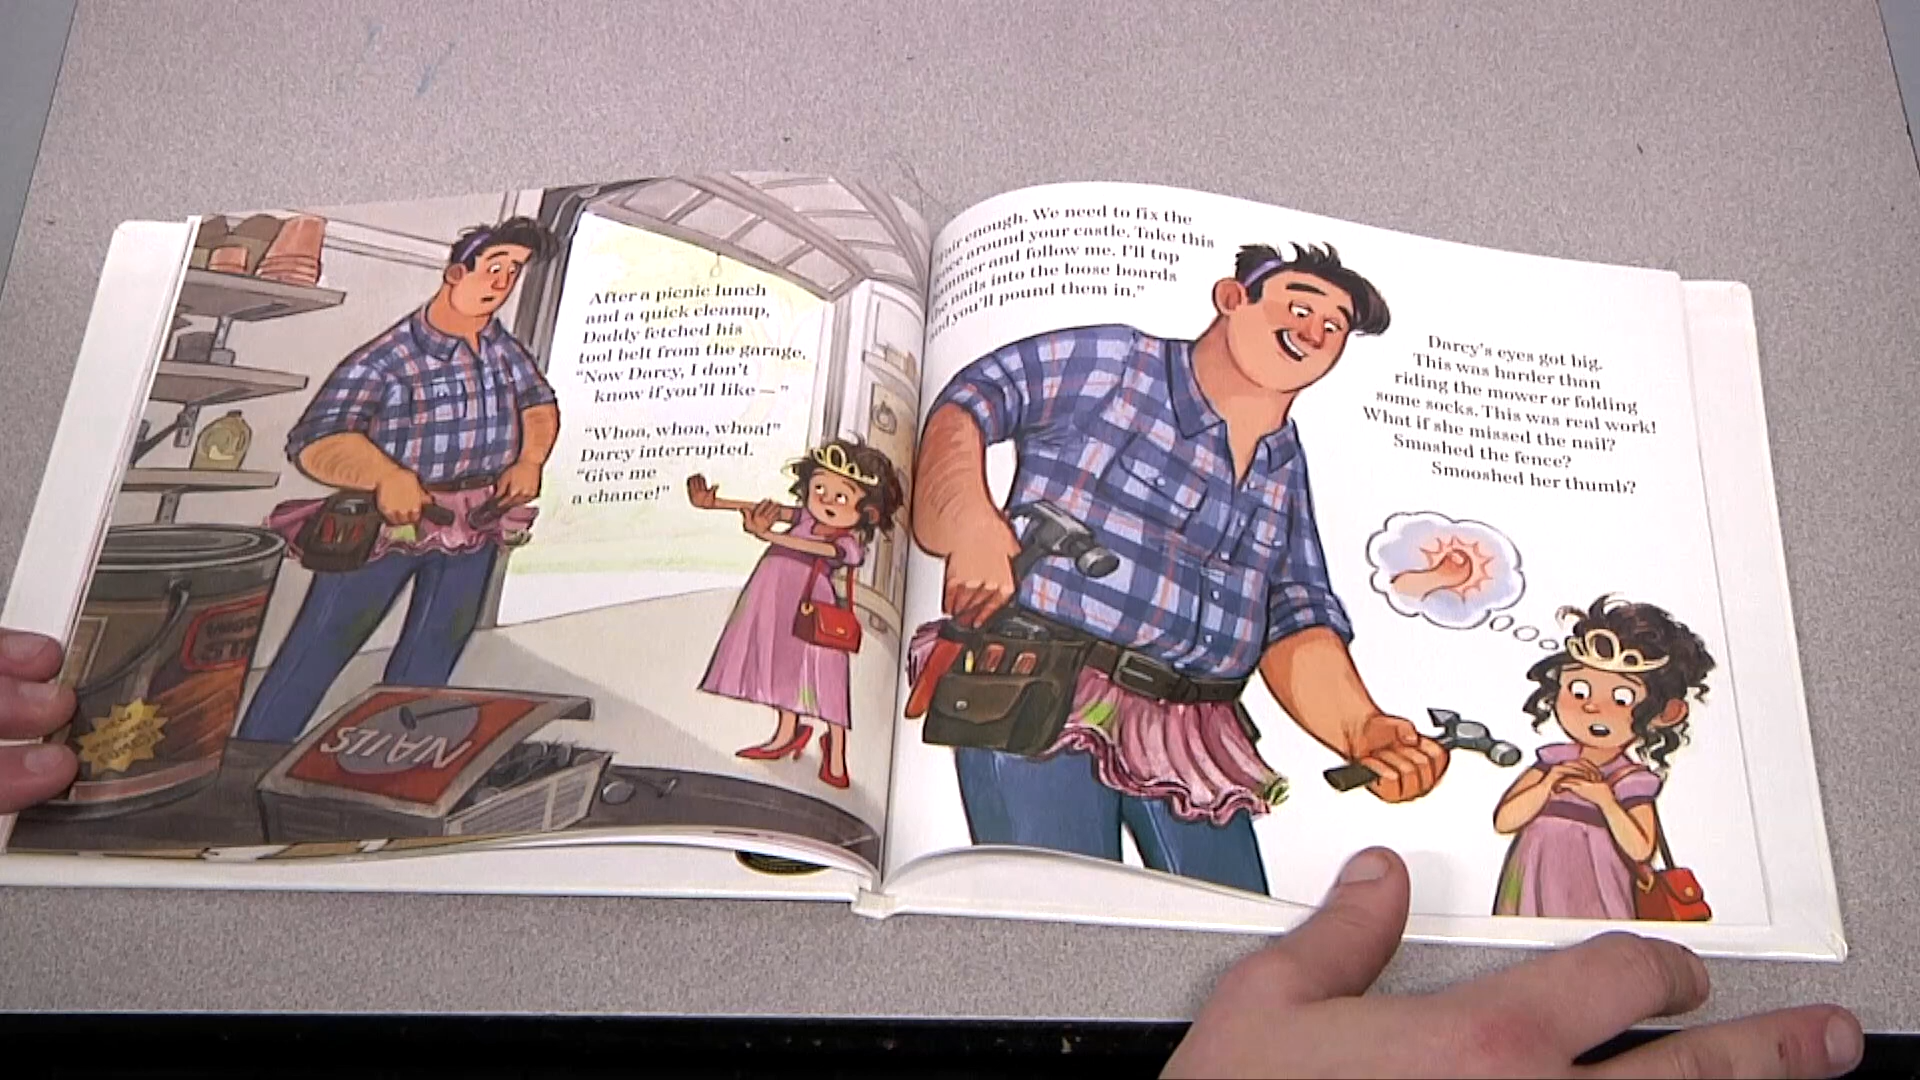 After a picnic lunch
and a quick cleanup,
Daddy fetched his
tool belt from the garage.
“Now Darcy, I don’t
know if you’ll like — ”
“Whoa, whoa, whoa!”
Darcy interrupted.
“Give me
a chance!”
NAILS
enough. We need to fix the
around your castle. Take this
hammer and follow me. I’ll tap
the nails into the loose boards
and you’ll pound them in.”
Darcy’s eyes got big.
This was harder than
riding the mower or folding
some socks. This was real work!
What if she missed the nail?
Smashed the fence?
Smooshed her thumb?